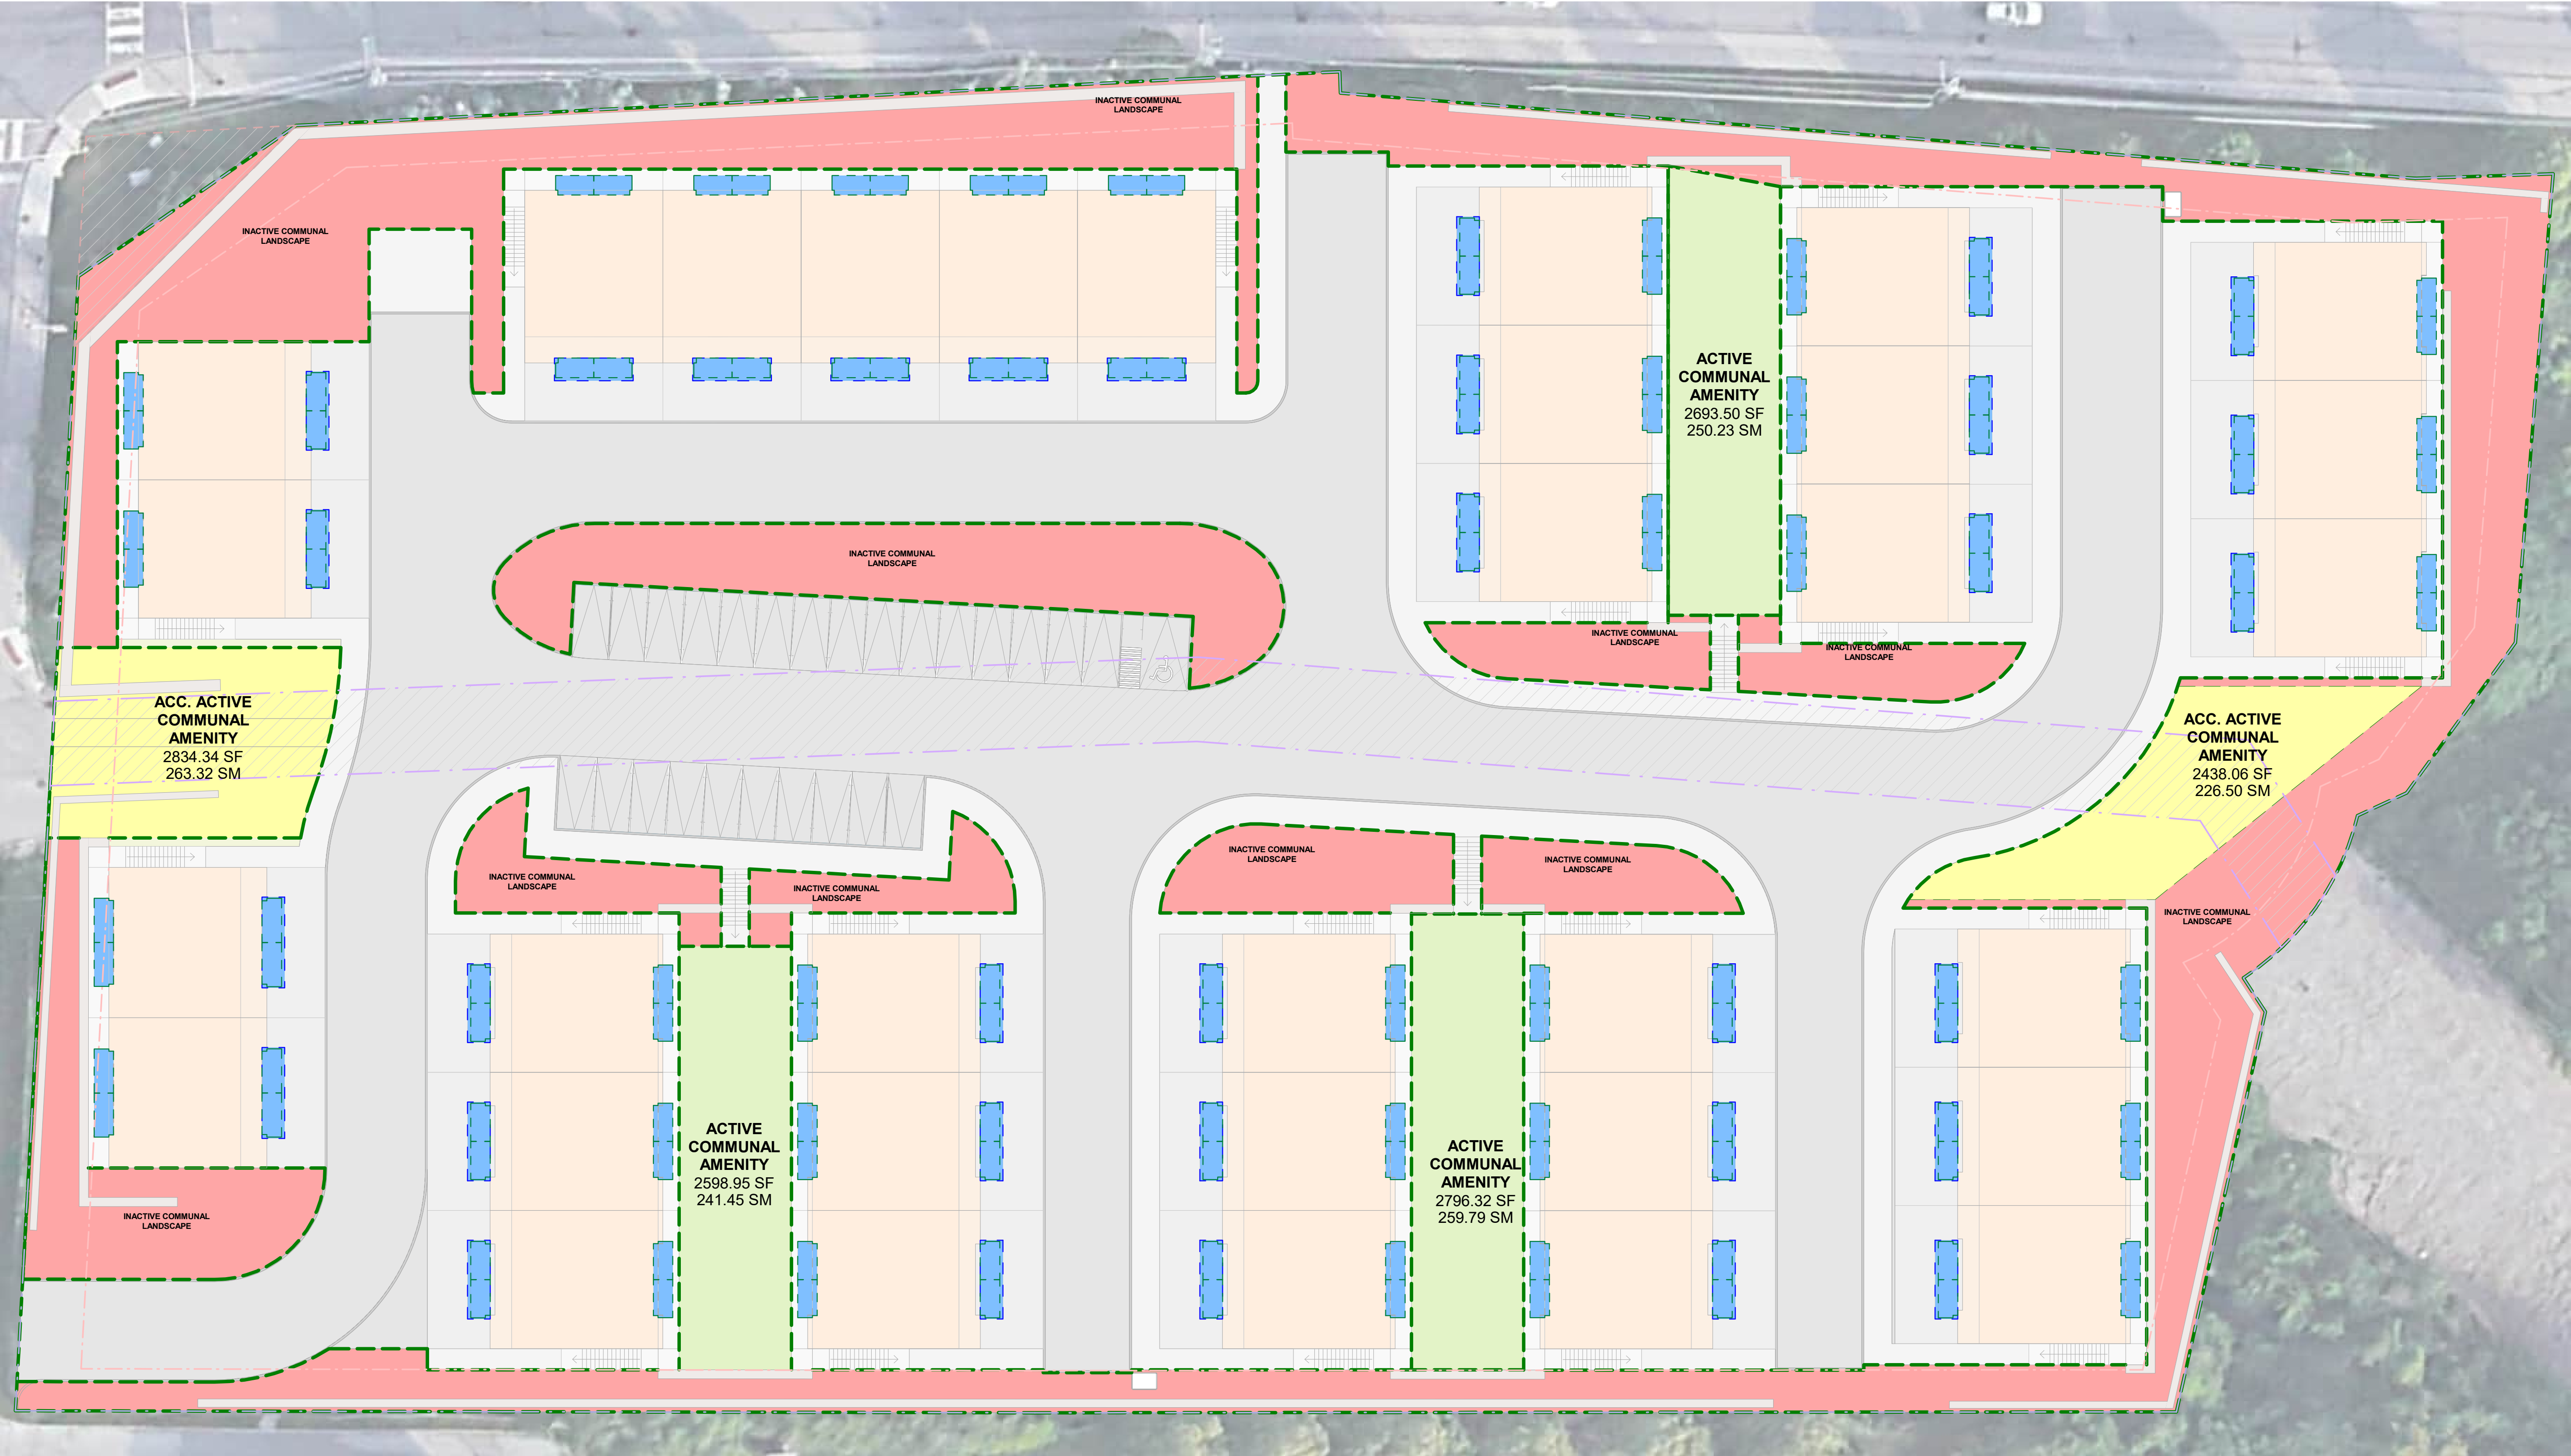 INACTIVE COMMUNAL
LANDSCAPE
INACTIVE COMMUNAL
LANDSCAPE
ACTIVE
COMMUNAL
AMENITY
2693.50 SF
250.23 SM
INACTIVE COMMUNAL
LANDSCAPE
INACTIVE COMMUNAL
LANDSCAPE
INACTIVE COMMUNAL
LANDSCAPE
ACC. ACTIVE
COMMUNAL
AMENITY
2834.34 SF
263.32 SM
ACC. ACTIVE
COMMUNAL
AMENITY
2438.06 SF
226.50 SM
INACTIVE COMMUNAL
LANDSCAPE
INACTIVE COMMUNAL
LANDSCAPE
INACTIVE COMMUNAL
LANDSCAPE
INACTIVE COMMUNAL
LANDSCAPE
INACTIVE COMMUNAL
LANDSCAPE
ACTIVE
COMMUNAL
AMENITY
2598.95 SF
241.45 SM
ACTIVE
COMMUNAL
AMENITY
2796.32 SF
259.79 SM
INACTIVE COMMUNAL
LANDSCAPE